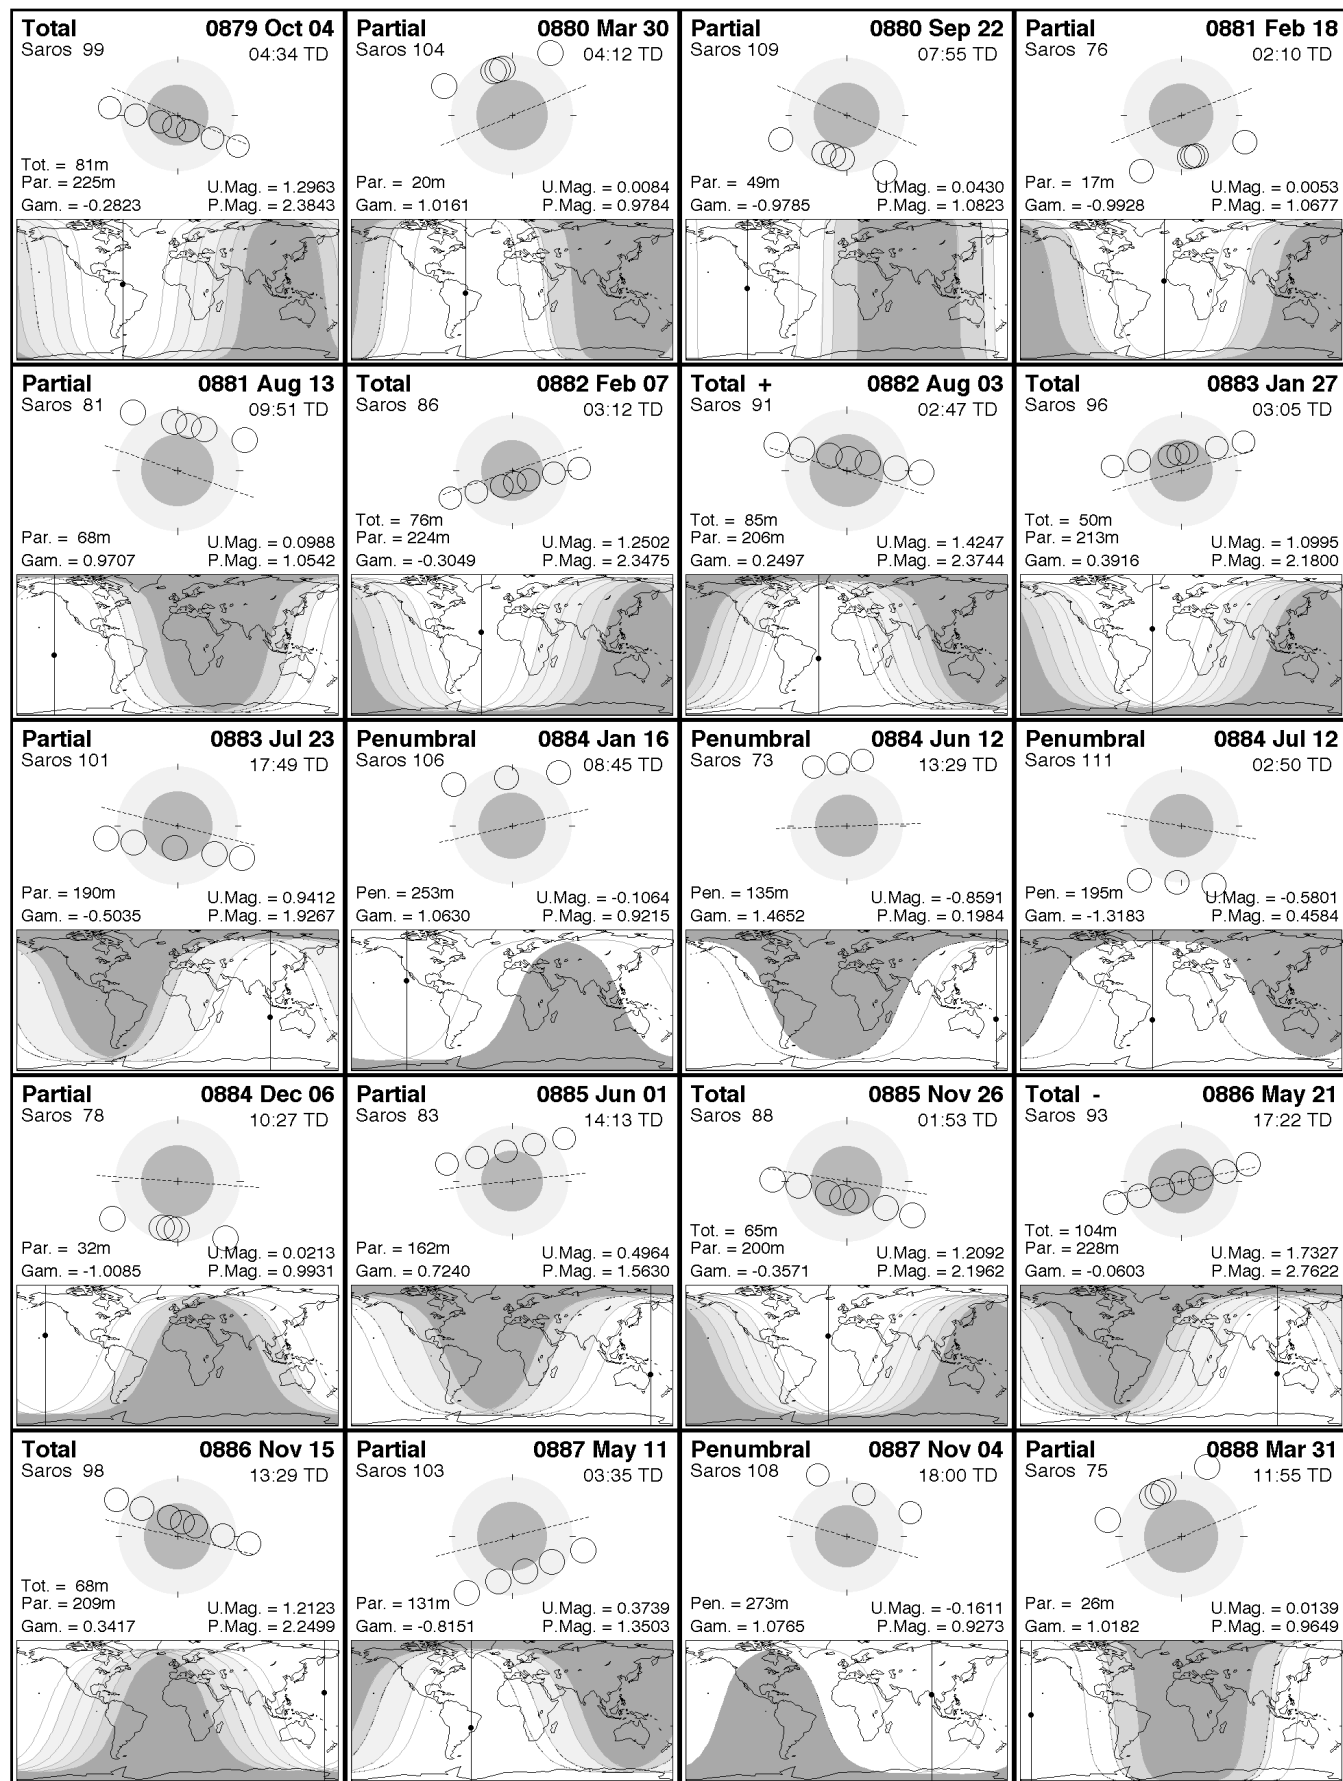 Total 0879 Oct 04
Saros 99 04:34 TD
Tot. = 81m
Par. = 225m U.Mag. = 1.2963
Gam. = -0.2823 P.Mag. = 2.3843
Partial 0880 Mar 30
Saros 104 04:12 TD
Par. = 20m U.Mag. = 0.0084
Gam. = 1.0161 P.Mag. = 0.9784
Partial 0880 Sep 22
Saros 109 07:55 TD
Par. = 49m U.Mag. = 0.0430
Gam. = -0.9785 P.Mag. = 1.0823
Partial 0881 Feb 18
Saros 76 02:10 TD
Par. = 17m U.Mag. = 0.0053
Gam. = -0.9928 P.Mag. = 1.0677
Partial 0881 Aug 13
Saros 81 09:51 TD
Par. = 68m U.Mag. = 0.0988
Gam. = 0.9707 P.Mag. = 1.0542
Total 0882 Feb 07
Saros 86 03:12 TD
Tot. = 76m
Par. = 224m U.Mag. = 1.2502
Gam. = -0.3049 P.Mag. = 2.3475
Total + 0882 Aug 03
Saros 91 02:47 TD
Tot. = 85m
Par. = 206m U.Mag. = 1.4247
Gam. = 0.2497 P.Mag. = 2.3744
Total 0883 Jan 27
Saros 96 03:05 TD
Tot. = 50m
Par. = 213m U.Mag. = 1.0995
Gam. = 0.3916 P.Mag. = 2.1800
Partial 0883 Jul 23
Saros 101 17:49 TD
Par. = 190m U.Mag. = 0.9412
Gam. = -0.5035 P.Mag. = 1.9267
Penumbral 0884 Jan 16
Saros 106 08:45 TD
Pen. = 253m U.Mag. = -0.1064
Gam. = 1.0630 P.Mag. = 0.9215
Penumbral 0884 Jun 12
Saros 73 13:29 TD
Pen. = 135m U.Mag. = -0.8591
Gam. = 1.4652 P.Mag. = 0.1984
Penumbral 0884 Jul 12
Saros 111 02:50 TD
Pen. = 195m U.Mag. = -0.5801
Gam. = -1.3183 P.Mag. = 0.4584
Partial 0884 Dec 06
Saros 78 10:27 TD
Par. = 32m U.Mag. = 0.0213
Gam. = -1.0085 P.Mag. = 0.9931
Partial 0885 Jun 01
Saros 83 14:13 TD
Par. = 162m U.Mag. = 0.4964
Gam. = 0.7240 P.Mag. = 1.5630
Total 0885 Nov 26
Saros 88 01:53 TD
Tot. = 65m
Par. = 200m U.Mag. = 1.2092
Gam. = -0.3571 P.Mag. = 2.1962
Total - 0886 May 21
Saros 93 17:22 TD
Tot. = 104m
Par. = 228m U.Mag. = 1.7327
Gam. = -0.0603 P.Mag. = 2.7622
Total 0886 Nov 15
Saros 98 13:29 TD
Tot. = 68m
Par. = 209m U.Mag. = 1.2123
Gam. = 0.3417 P.Mag. = 2.2499
Partial 0887 May 11
Saros 103 03:35 TD
Par. = 131m U.Mag. = 0.3739
Gam. = -0.8151 P.Mag. = 1.3503
Penumbral 0887 Nov 04
Saros 108 18:00 TD
Pen. = 273m U.Mag. = -0.1611
Gam. = 1.0765 P.Mag. = 0.9273
Partial 0888 Mar 31
Saros 75 11:55 TD
Par. = 26m U.Mag. = 0.0139
Gam. = 1.0182 P.Mag. = 0.9649